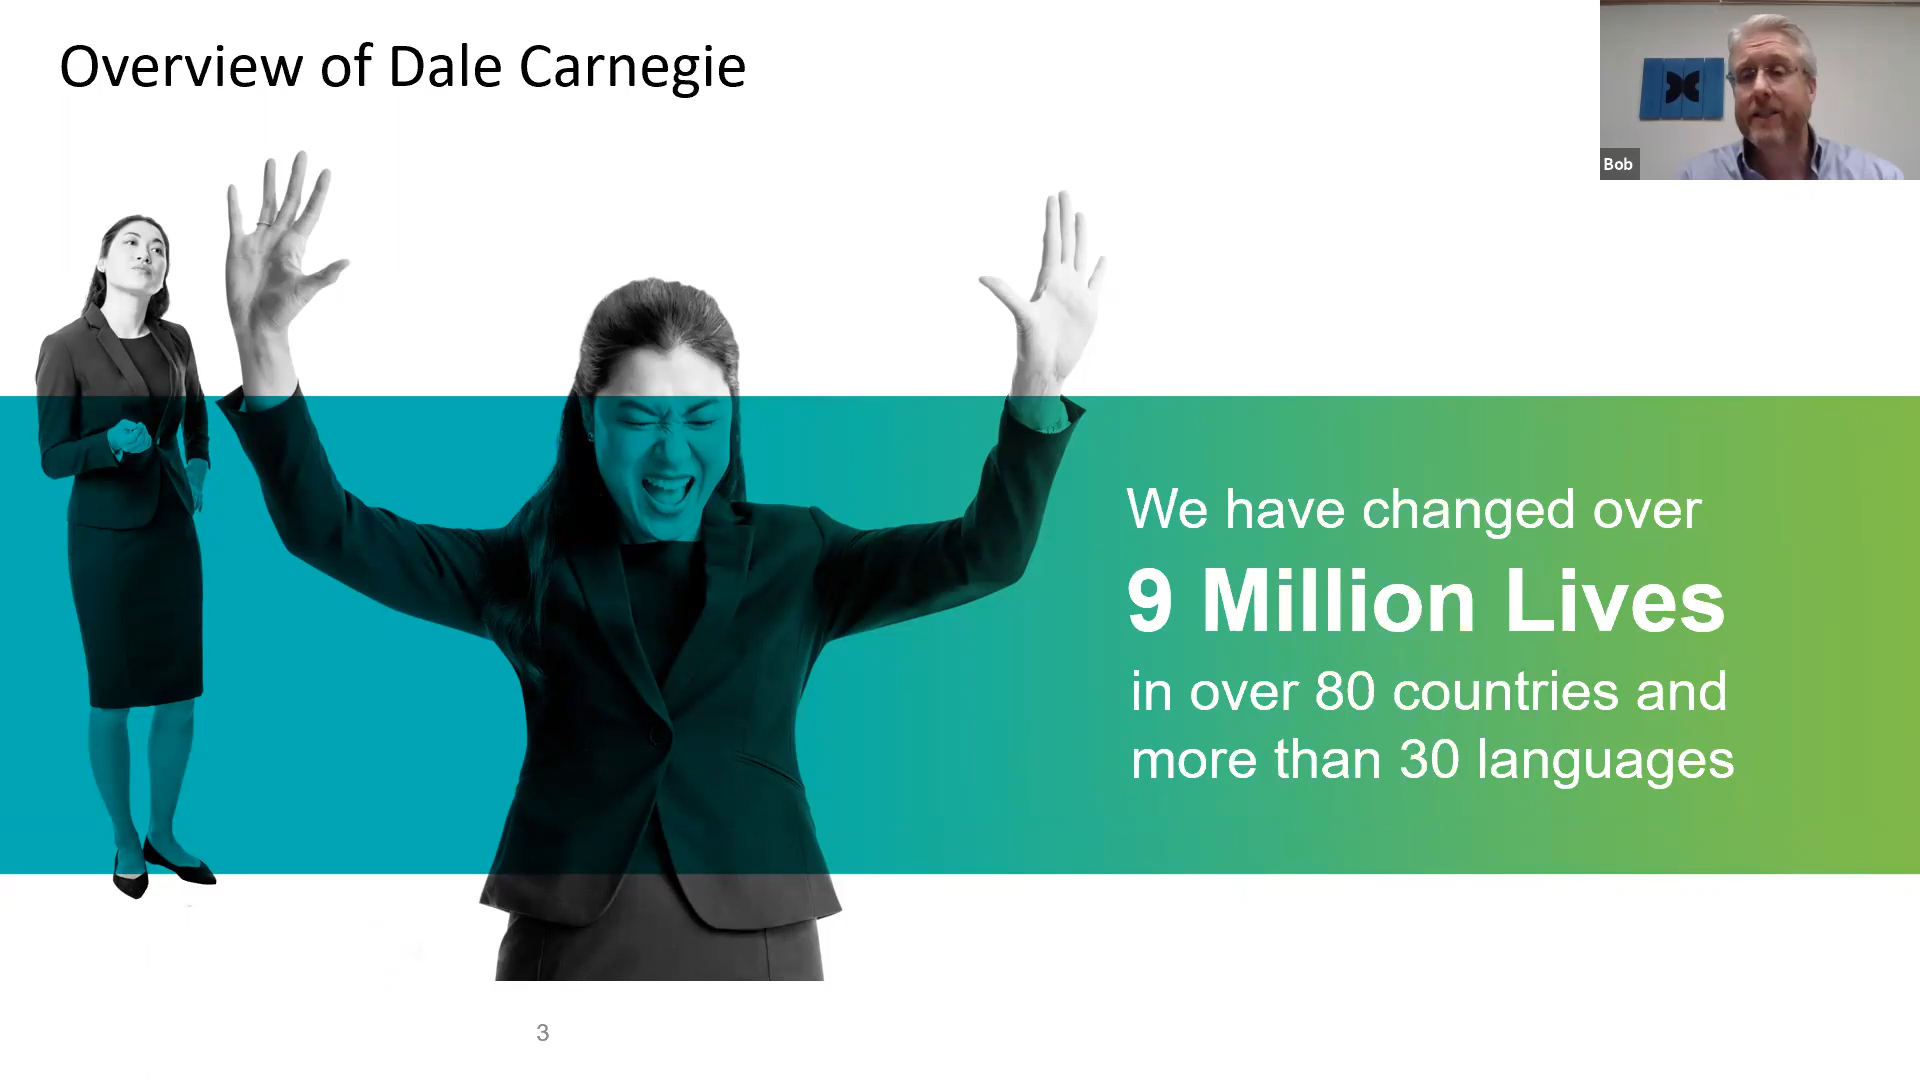 Overview of Dale Carnegie
Bob
We have changed over
9 Million Lives
in over 80 countries and
more than 30 languages
3